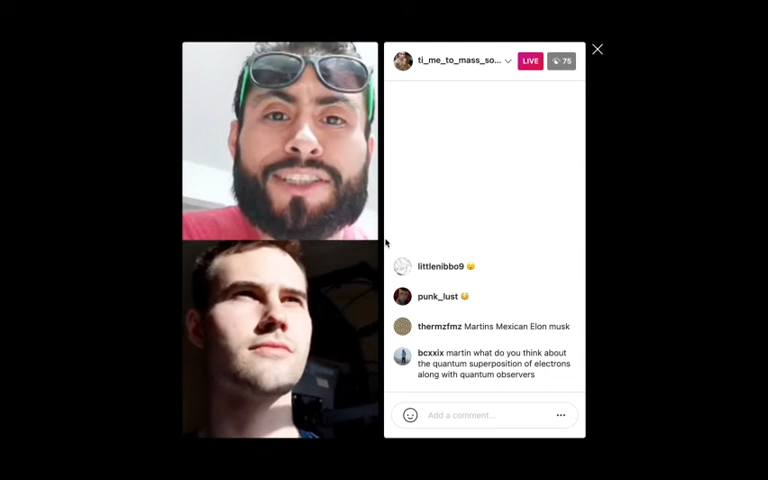 ti_me_to_mass_so...
LIVE
75
littlenibbo9 😄
punk_lust 😳
thermzfmz Martins Mexican Elon musk
bcxxix martin what do you think about
the quantum superposition of electrons
along with quantum observers
Add a comment...